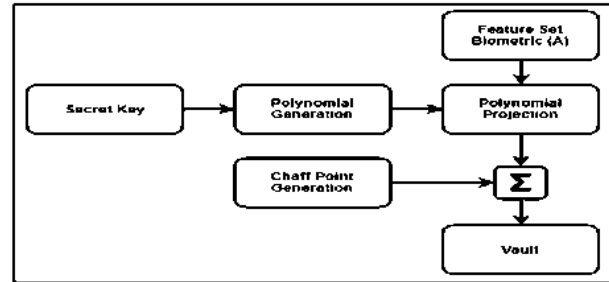 Feature Set
Biometric (A)
Secret Key
Polynomial
Generation
Polynomial
Projection
Chaff Point
Generation
Σ
Vault